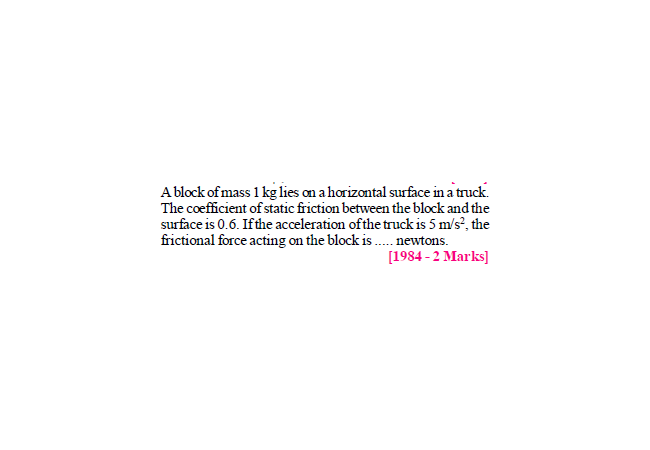 A block of mass 1 kg lies on a horizontal surface in a truck.
The coefficient of static friction between the block and the
surface is 0.6. If the acceleration of the truck is 5 m/s², the
frictional force acting on the block is ..... newtons.
[1984 - 2 Marks]